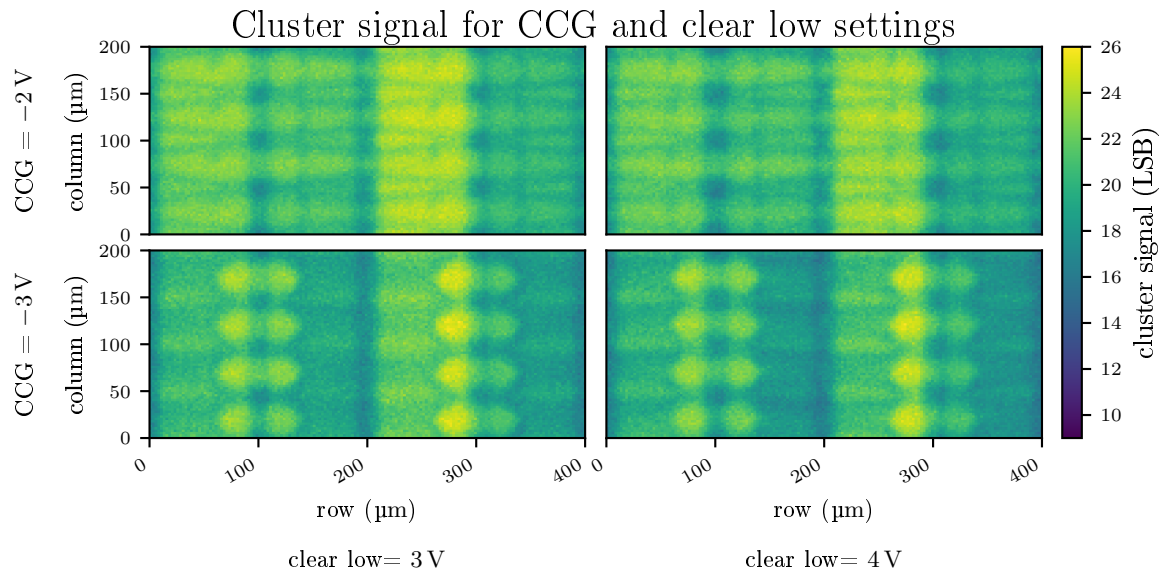 Cluster signal for CCG and clear low settings
CCG = −2 V
column (µm)
200
150
100
50
0
CCG = −3 V
column (µm)
200
150
100
50
0
0 100 200 300 400
0 100 200 300 400
row (µm)
row (µm)
clear low= 3 V
clear low= 4 V
26
24
22
20
18
16
14
12
10
cluster signal (LSB)